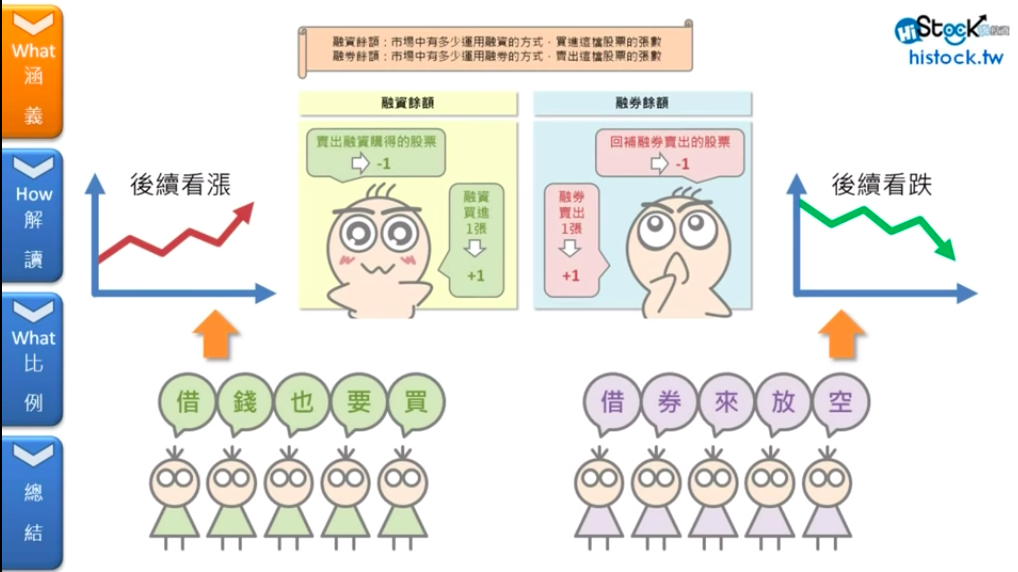 What
涵
義
How
解
讀
What
比
例
總
結
融資餘額：市場中有多少運用融資的方式，買進這檔股票的張數
融券餘額：市場中有多少運用融券的方式，賣出這檔股票的張數
HiStock
histock.tw
融資餘額
賣出融資購得的股票
-1
融資
買進
1張
+1
融券餘額
回補融券賣出的股票
-1
融券
賣出
1張
+1
後續看漲
後續看跌
借錢也要買
借券來放空